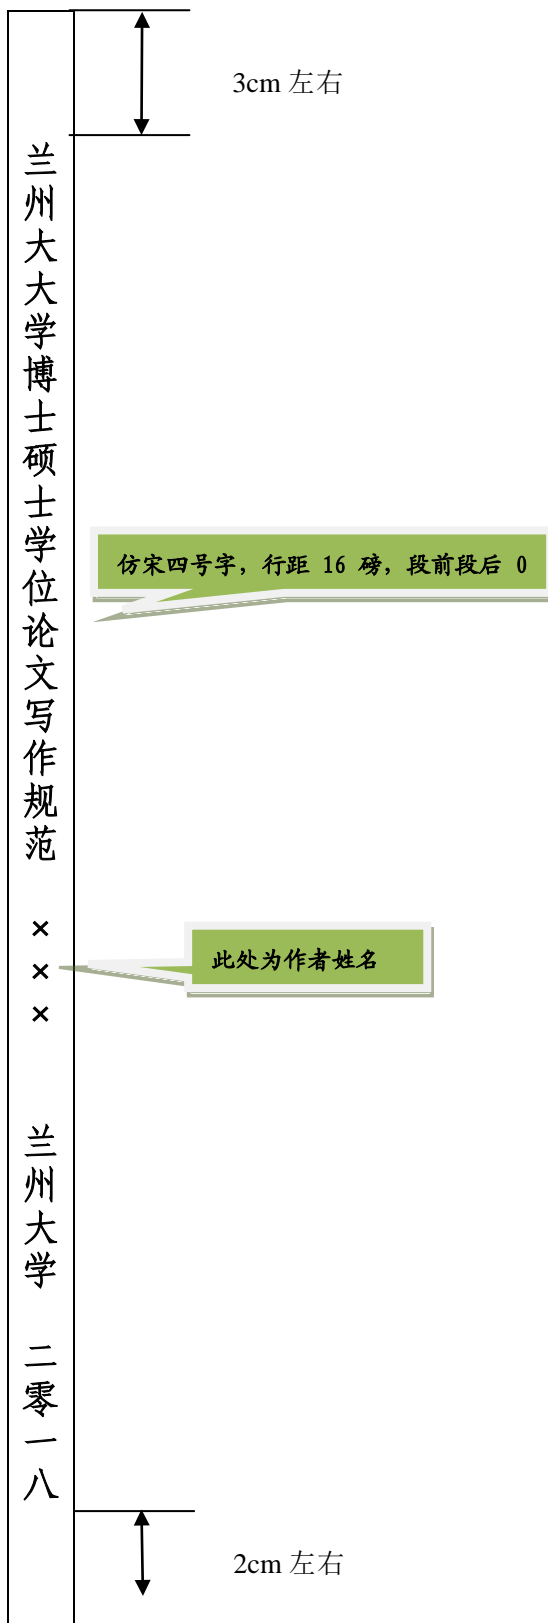 3cm 左右
兰州大大学博士硕士学位论文写作规范
仿宋四号字，行距 16 磅，段前段后 0
×××
此处为作者姓名
兰州大学
二零一八
2cm 左右